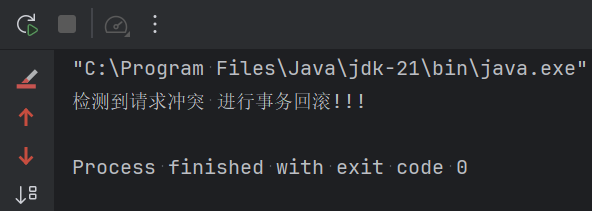 "C:\Program Files\Java\jdk-21\bin\java.exe"
检测到请求冲突 进行事务回滚!!!
Process finished with exit code 0